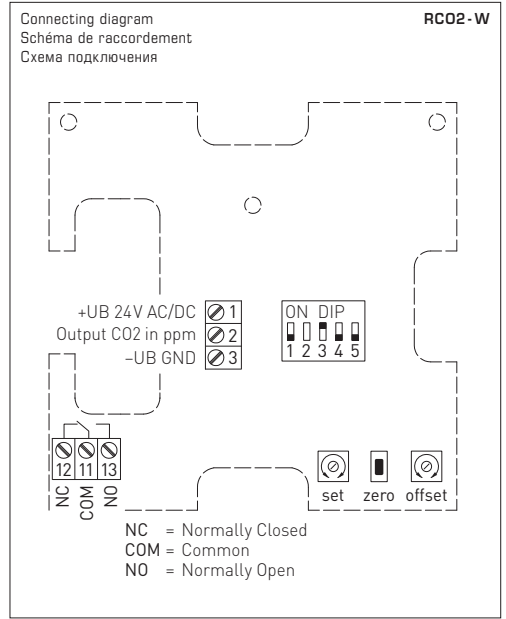 Connecting diagram
RCO2-W
Schéma de raccordement
Схема подключения
+UB 24V AC/DC 1
Output CO2 in ppm 2
–UB GND 3
ON DIP
1 2 3 4 5
12 11 13
NC COM NO
set zero offset
NC = Normally Closed
COM = Common
NO = Normally Open